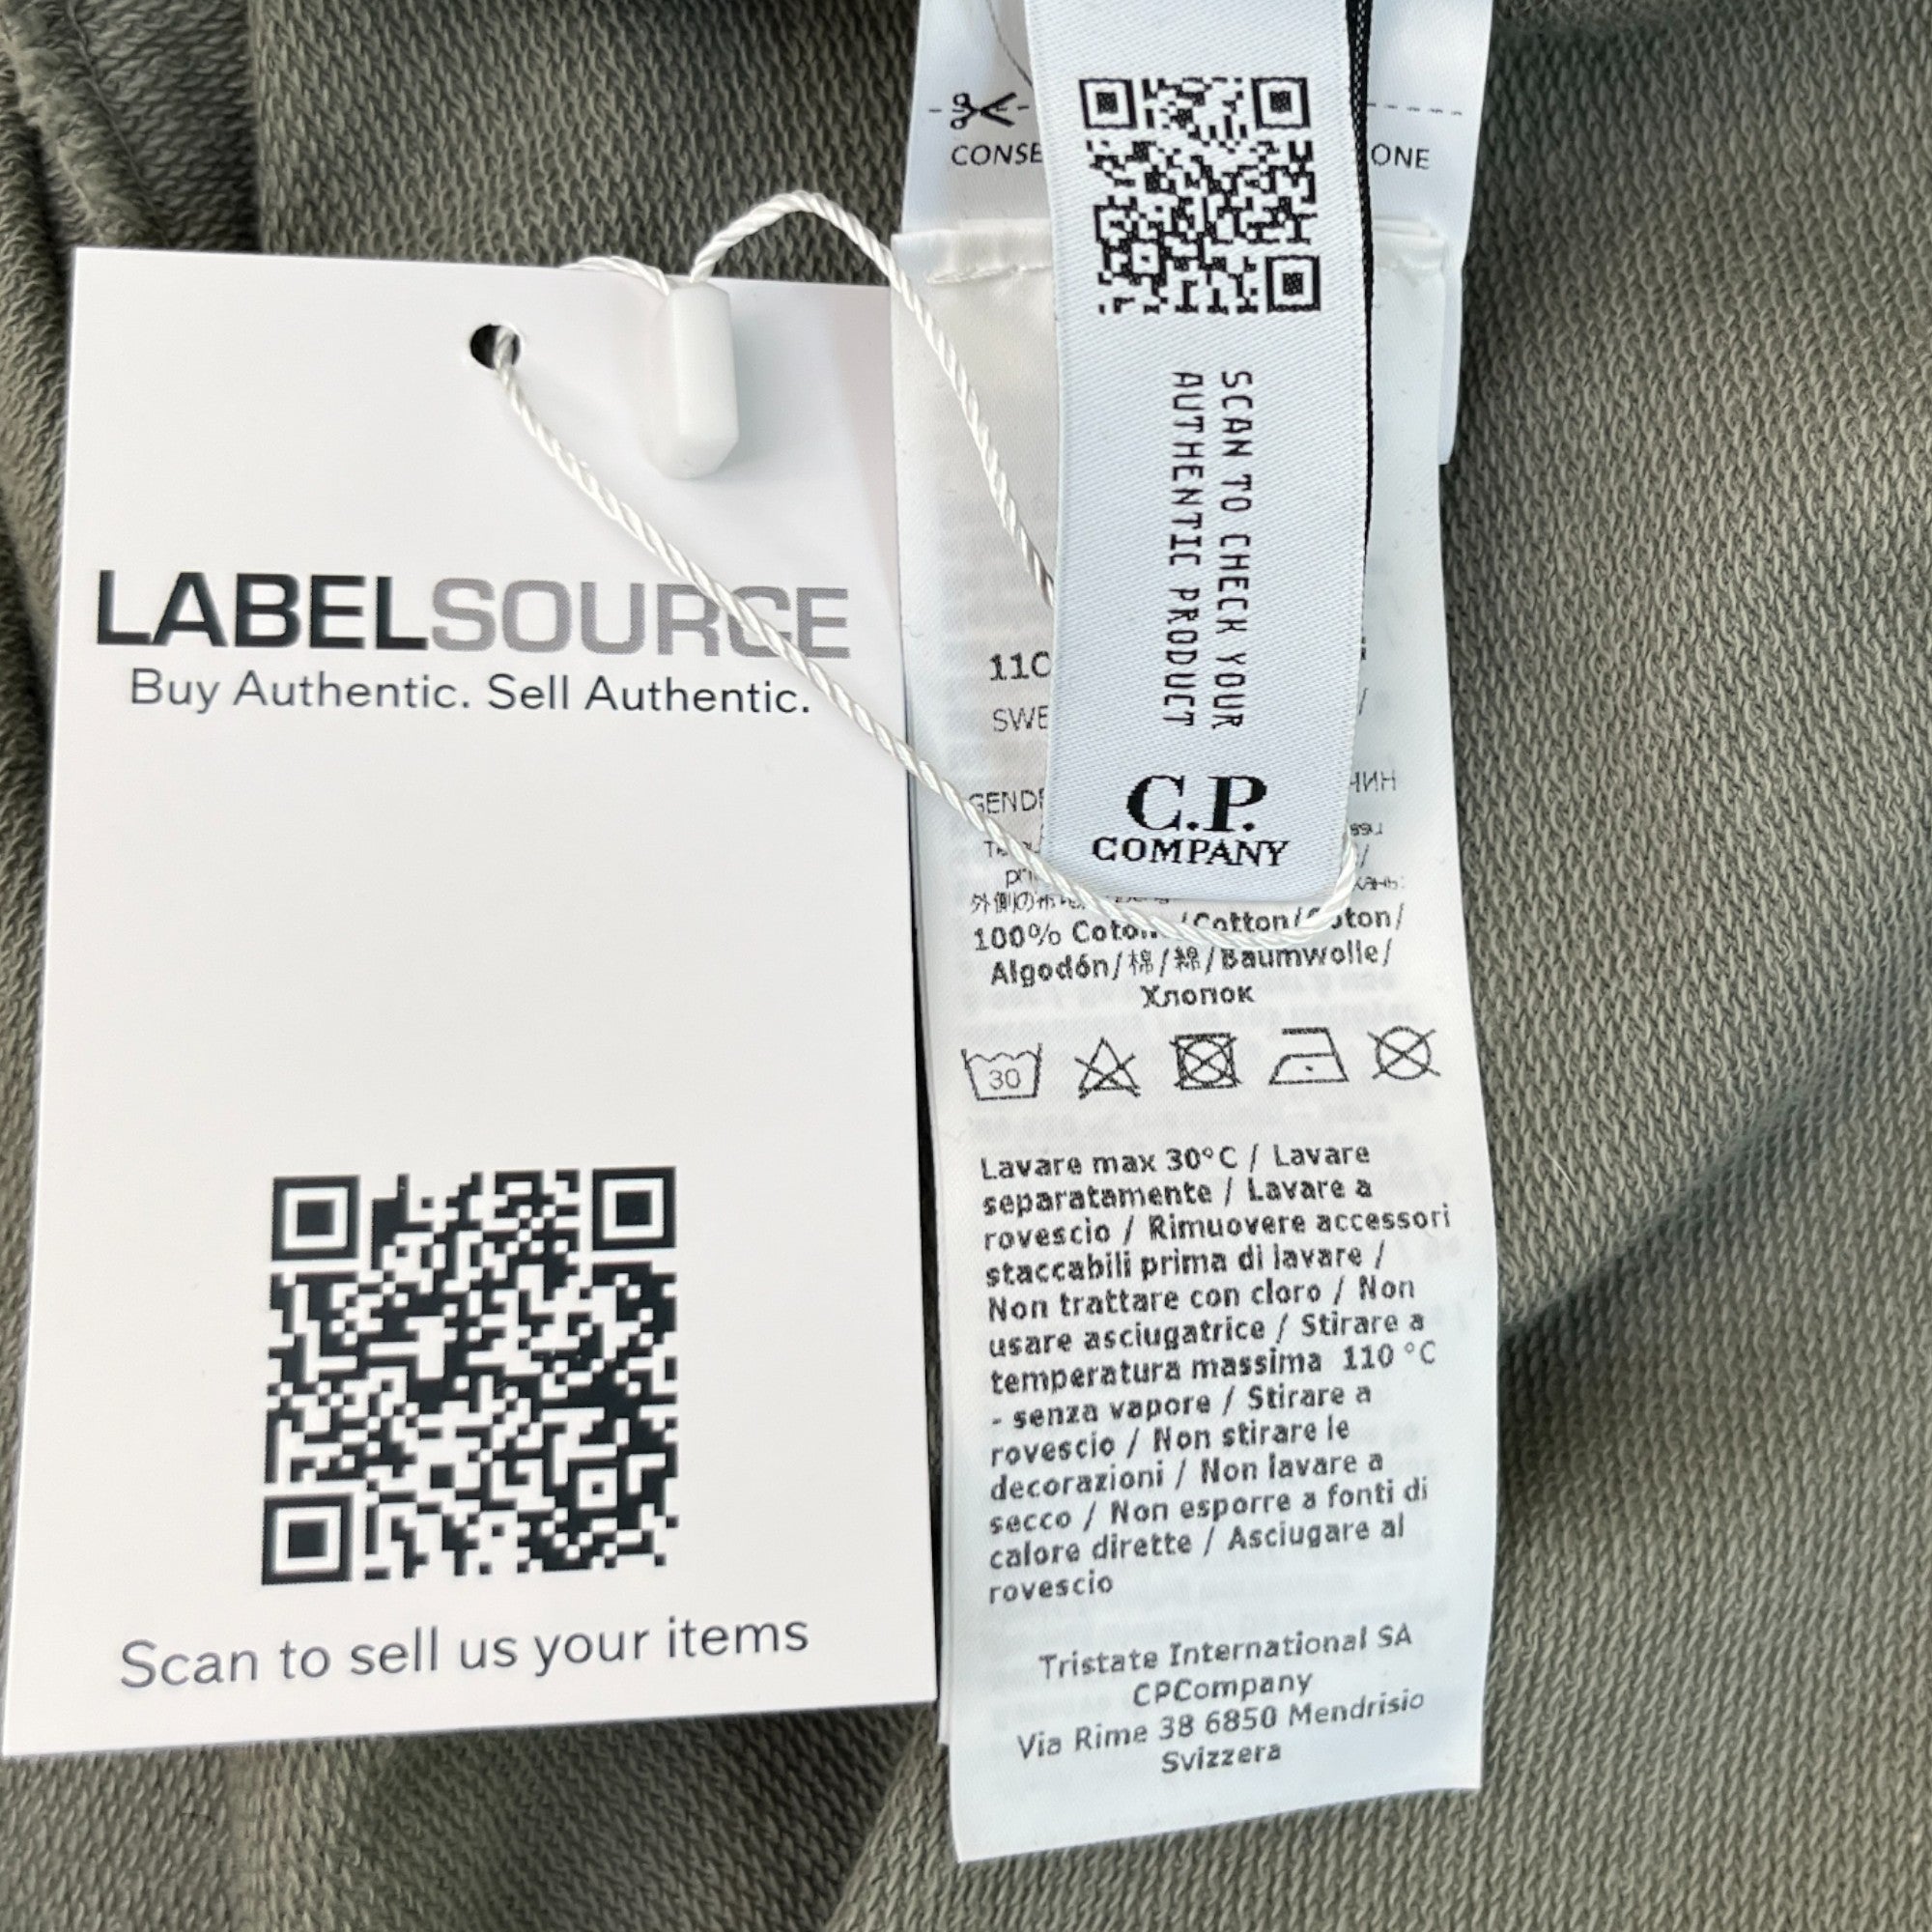 LABELSOURCE
Buy Authentic. Sell Authentic.
Scan to sell us your items
SCAN TO CHECK YOUR
AUTHENTIC PRODUCT
C.P.
COMPANY
100% /Cotton/
Algodón/棉/綿/Baumwolle/
Хлопок
30
Lavare max 30°C / Lavare
separatamente / Lavare a
rovescio / Rimuovere accessori
staccabili prima di lavare /
Non trattare con cloro / Non
usare asciugatrice / Stirare a
temperatura massima 110 °C
- senza vapore / Stirare a
rovescio / Non stirare le
decorazioni / Non lavare a
secco / Non esporre a fonti di
calore dirette / Asciugare al
rovescio
Tristate International SA
CPCompany
Via Rime 38 6850 Mendrisio
Svizzera